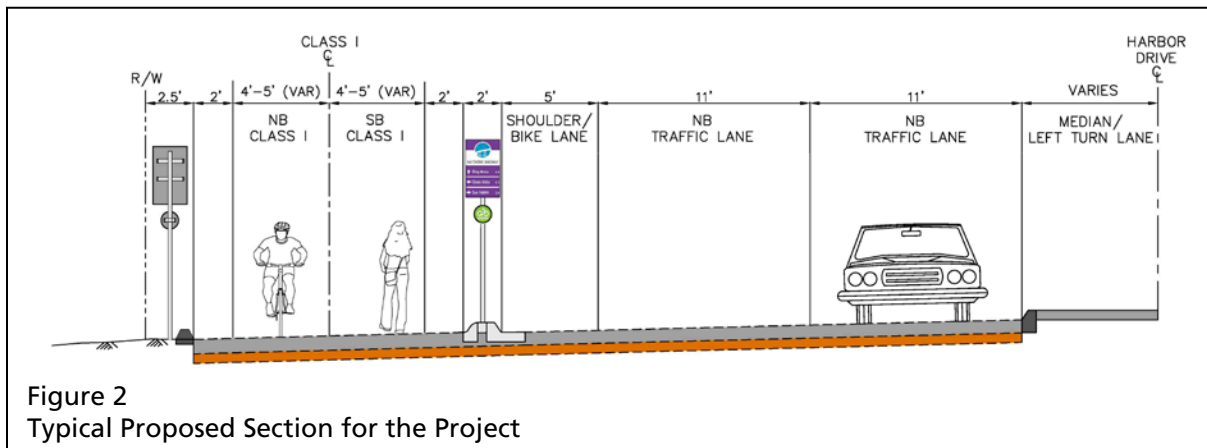 CLASS I
℄
HARBOR
DRIVE
℄
R/W
2.5'
2'
4'-5' (VAR)
4'-5' (VAR)
2'
2'
5'
11'
11'
VARIES
NB
CLASS I
SB
CLASS I
SHOULDER/
BIKE LANE
NB
TRAFFIC LANE
NB
TRAFFIC LANE
MEDIAN/
LEFT TURN LANE
Figure 2
Typical Proposed Section for the Project